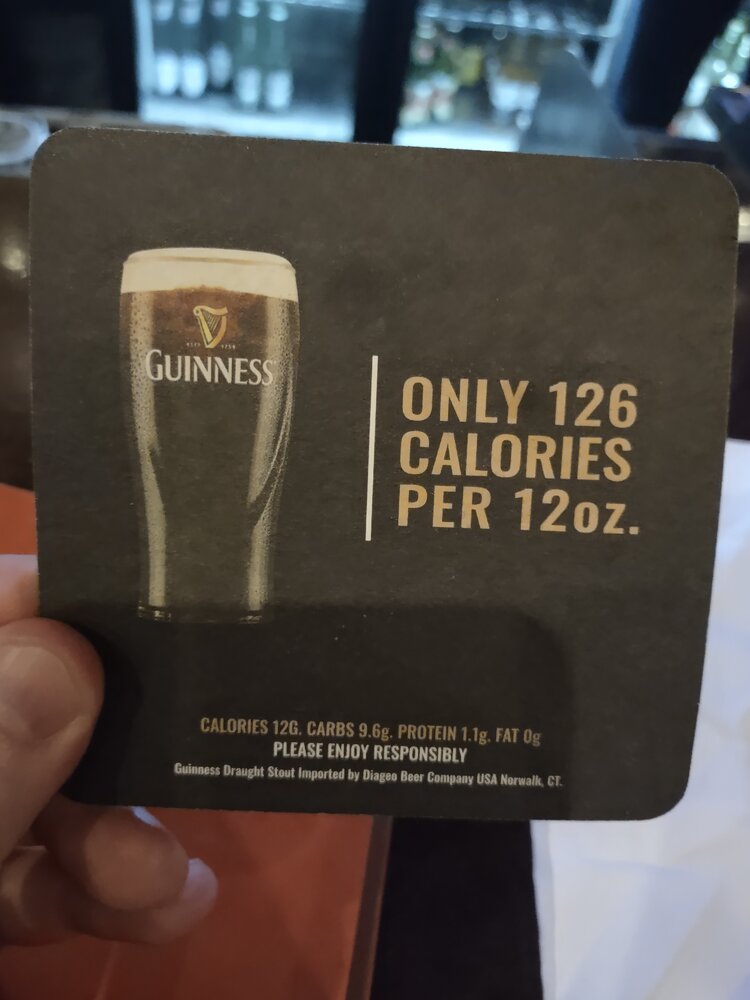 GUINNESS
ONLY 126
CALORIES
PER 12oz.
CALORIES 12G. CARBS 9.6g. PROTEIN 1.1g. FAT 0g
PLEASE ENJOY RESPONSIBLY
Guinness Draught Stout Imported by Diageo Beer Company USA Norwalk, CT.